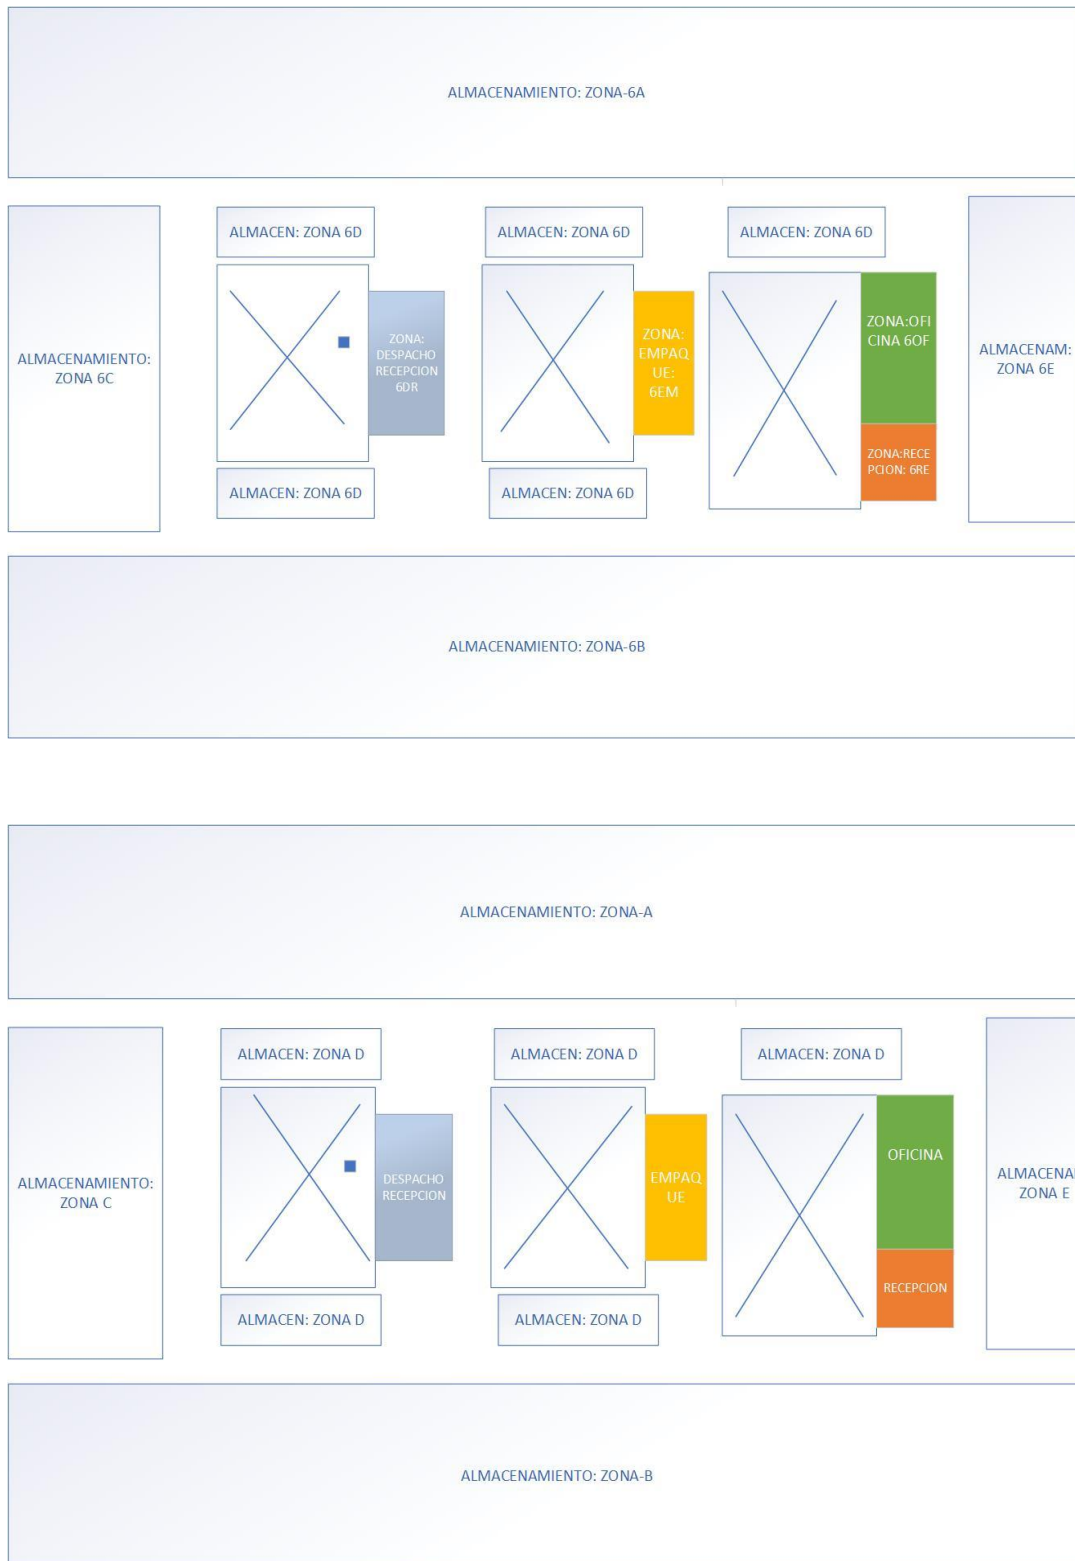 ALMACENAMIENTO: ZONA-6A
ALMACEN: ZONA 6D
ALMACEN: ZONA 6D
ALMACEN: ZONA 6D
ALMACENAMIENTO:
ZONA 6C
ZONA:
DESPACHO
RECEPCION
6DR
ZONA:
EMPAQ
UE:
6EM
ZONA:OFI
CINA 6OF
ZONA:RECE
PCION: 6RE
ALMACENAM:
ZONA 6E
ALMACEN: ZONA 6D
ALMACEN: ZONA 6D
ALMACENAMIENTO: ZONA-6B
ALMACENAMIENTO: ZONA-A
ALMACEN: ZONA D
ALMACEN: ZONA D
ALMACEN: ZONA D
ALMACENAMIENTO:
ZONA C
DESPACHO
RECEPCION
EMPAQ
UE
OFICINA
RECEPCION
ALMACENA
ZONA E
ALMACEN: ZONA D
ALMACEN: ZONA D
ALMACENAMIENTO: ZONA-B